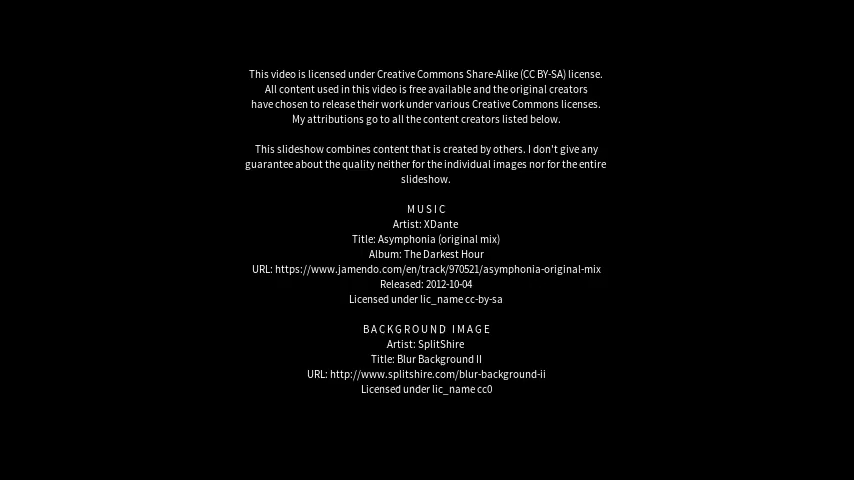 This video is licensed under Creative Commons Share-Alike (CC BY-SA) license.
All content used in this video is free available and the original creators
have chosen to release their work under various Creative Commons licenses.
My attributions go to all the content creators listed below.
This slideshow combines content that is created by others. I don't give any
guarantee about the quality neither for the individual images nor for the entire
slideshow.
MUSIC
Artist: XDante
Title: Asymphonia (original mix)
Album: The Darkest Hour
URL: https://www.jamendo.com/en/track/970521/asymphonia-original-mix
Released: 2012-10-04
Licensed under lic_name cc-by-sa
BACKGROUND IMAGE
Artist: SplitShire
Title: Blur Background II
URL: http://www.splitshire.com/blur-background-ii
Licensed under lic_name cc0